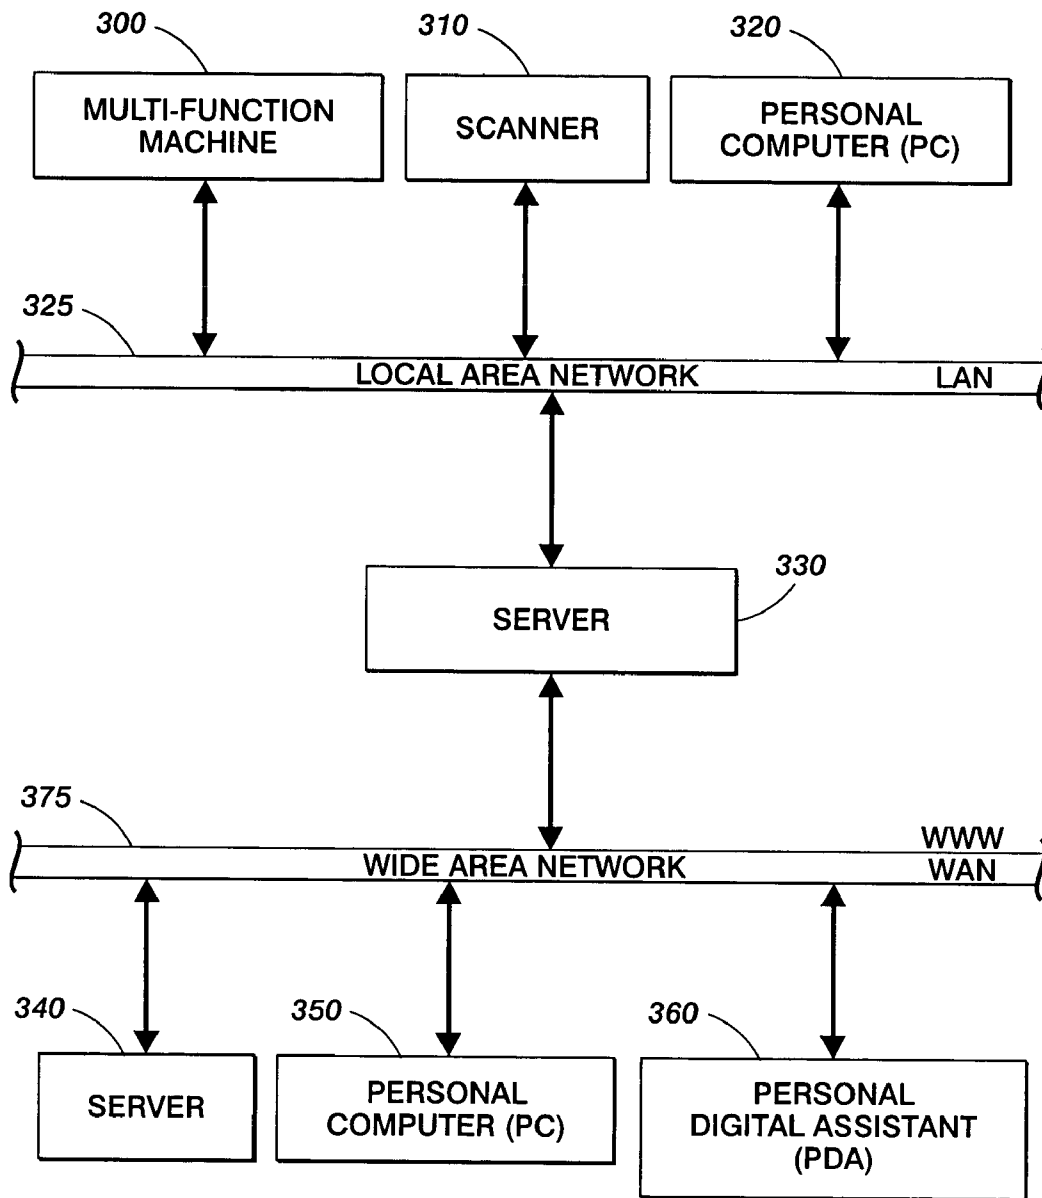 300
310
320
MULTI-FUNCTION
MACHINE
SCANNER
PERSONAL
COMPUTER (PC)
325
LOCAL AREA NETWORK
LAN
330
SERVER
375
WWW
WIDE AREA NETWORK
WAN
340
350
360
SERVER
PERSONAL
COMPUTER (PC)
PERSONAL
DIGITAL ASSISTANT
(PDA)